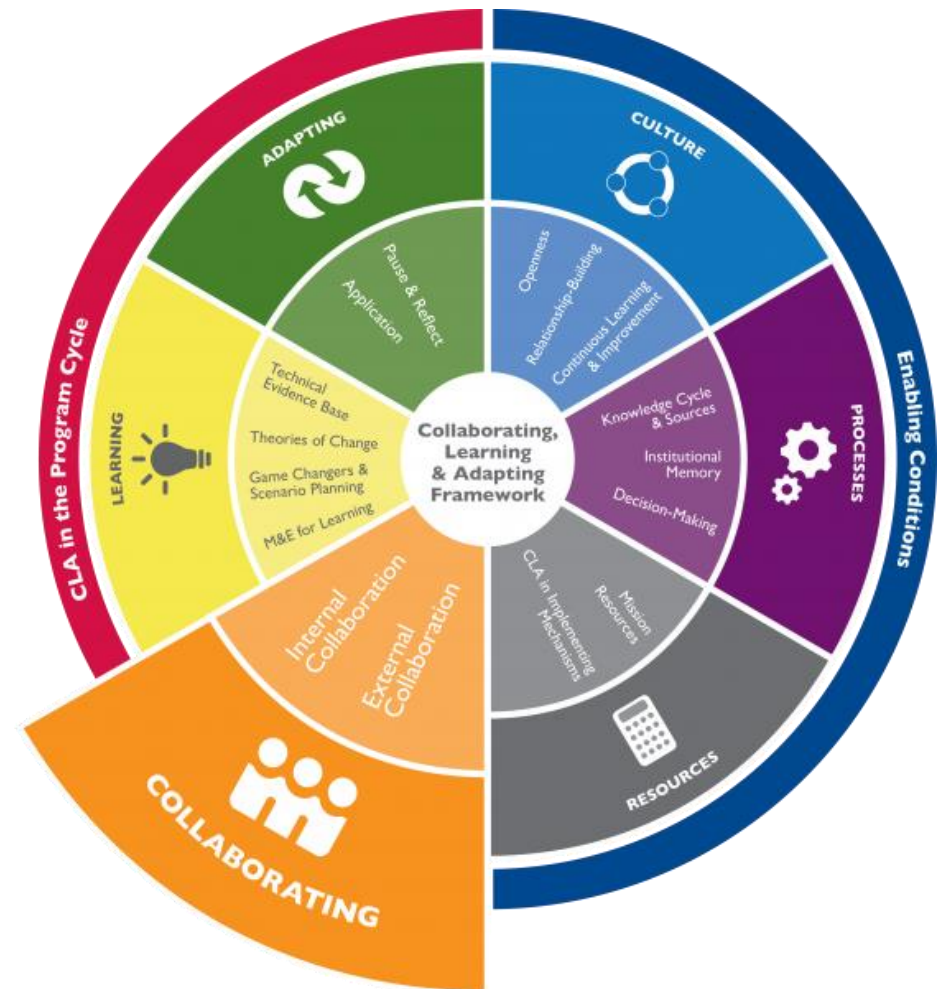 CLA in the Program Cycle
ADAPTING
Pause & Reflect
Application
LEARNING
Technical
Evidence Base
Theories of Change
Game Changers &
Scenario Planning
M&E for Learning
COLLABORATING
Internal
Collaboration
External
Collaboration
Collaborating,
Learning
& Adapting
Framework
Enabling Conditions
CULTURE
Openness
Relationship-Building
Continuous Learning
& Improvement
PROCESSES
Knowledge Cycle
& Sources
Institutional
Memory
Decision-Making
RESOURCES
Mission
Resources
CLA in Implementing
Mechanisms